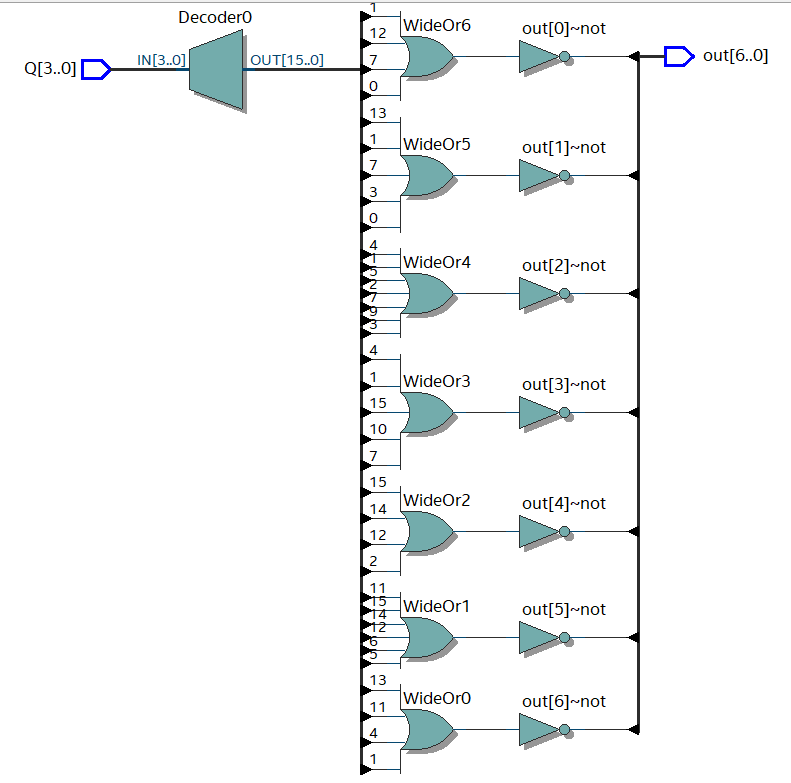 Decoder0
Q[3..0]
IN[3..0]
OUT[15..0]
1
12
7
0
WideOr6
out[0]~not
out[6..0]
13
1
7
3
0
WideOr5
out[1]~not
4
1
5
2
7
9
3
WideOr4
out[2]~not
4
1
15
10
7
WideOr3
out[3]~not
15
14
12
2
WideOr2
out[4]~not
11
15
14
12
6
5
WideOr1
out[5]~not
13
11
4
1
WideOr0
out[6]~not